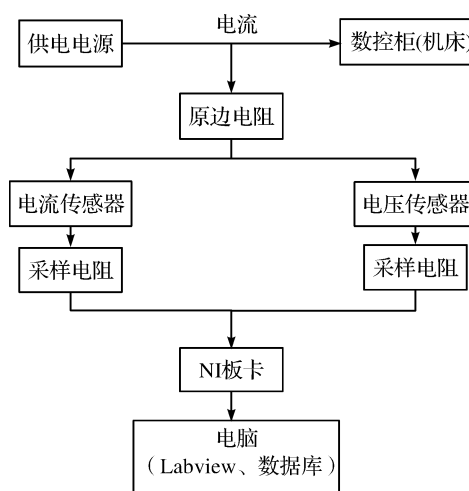 电流
供电电源
数控柜(机床)
原边电阻
电流传感器
电压传感器
采样电阻
采样电阻
NI板卡
电脑
（Labview、数据库）